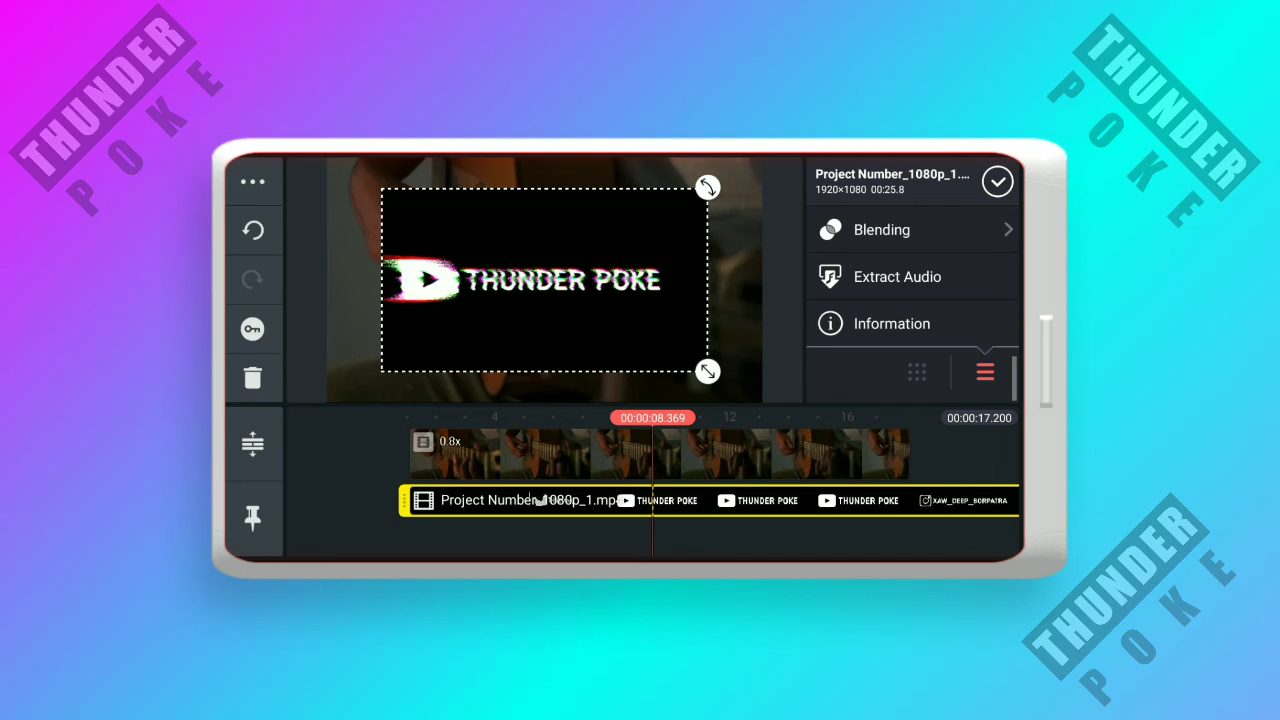 THUNDER
POKE
THUNDER
POKE
Project Number_1080p_1....
1920×1080 00:25.8
Blending
Extract Audio
Information
THUNDER POKE
4
00:00:08.369
12
16
00:00:17.200
0.8x
Project Number_1080p_1.mp4
THUNDER POKE
THUNDER POKE
THUNDER POKE
XAW_DEEP_BORPATRA
THUNDER
POKE